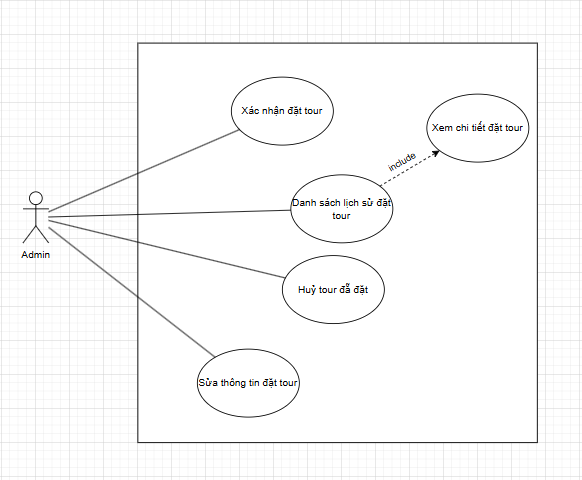 Xác nhận đặt tour
Xem chi tiết đặt tour
include
Danh sách lịch sử đặt
tour
Admin
Huỷ tour đẫ đặt
Sửa thông tin đặt tour